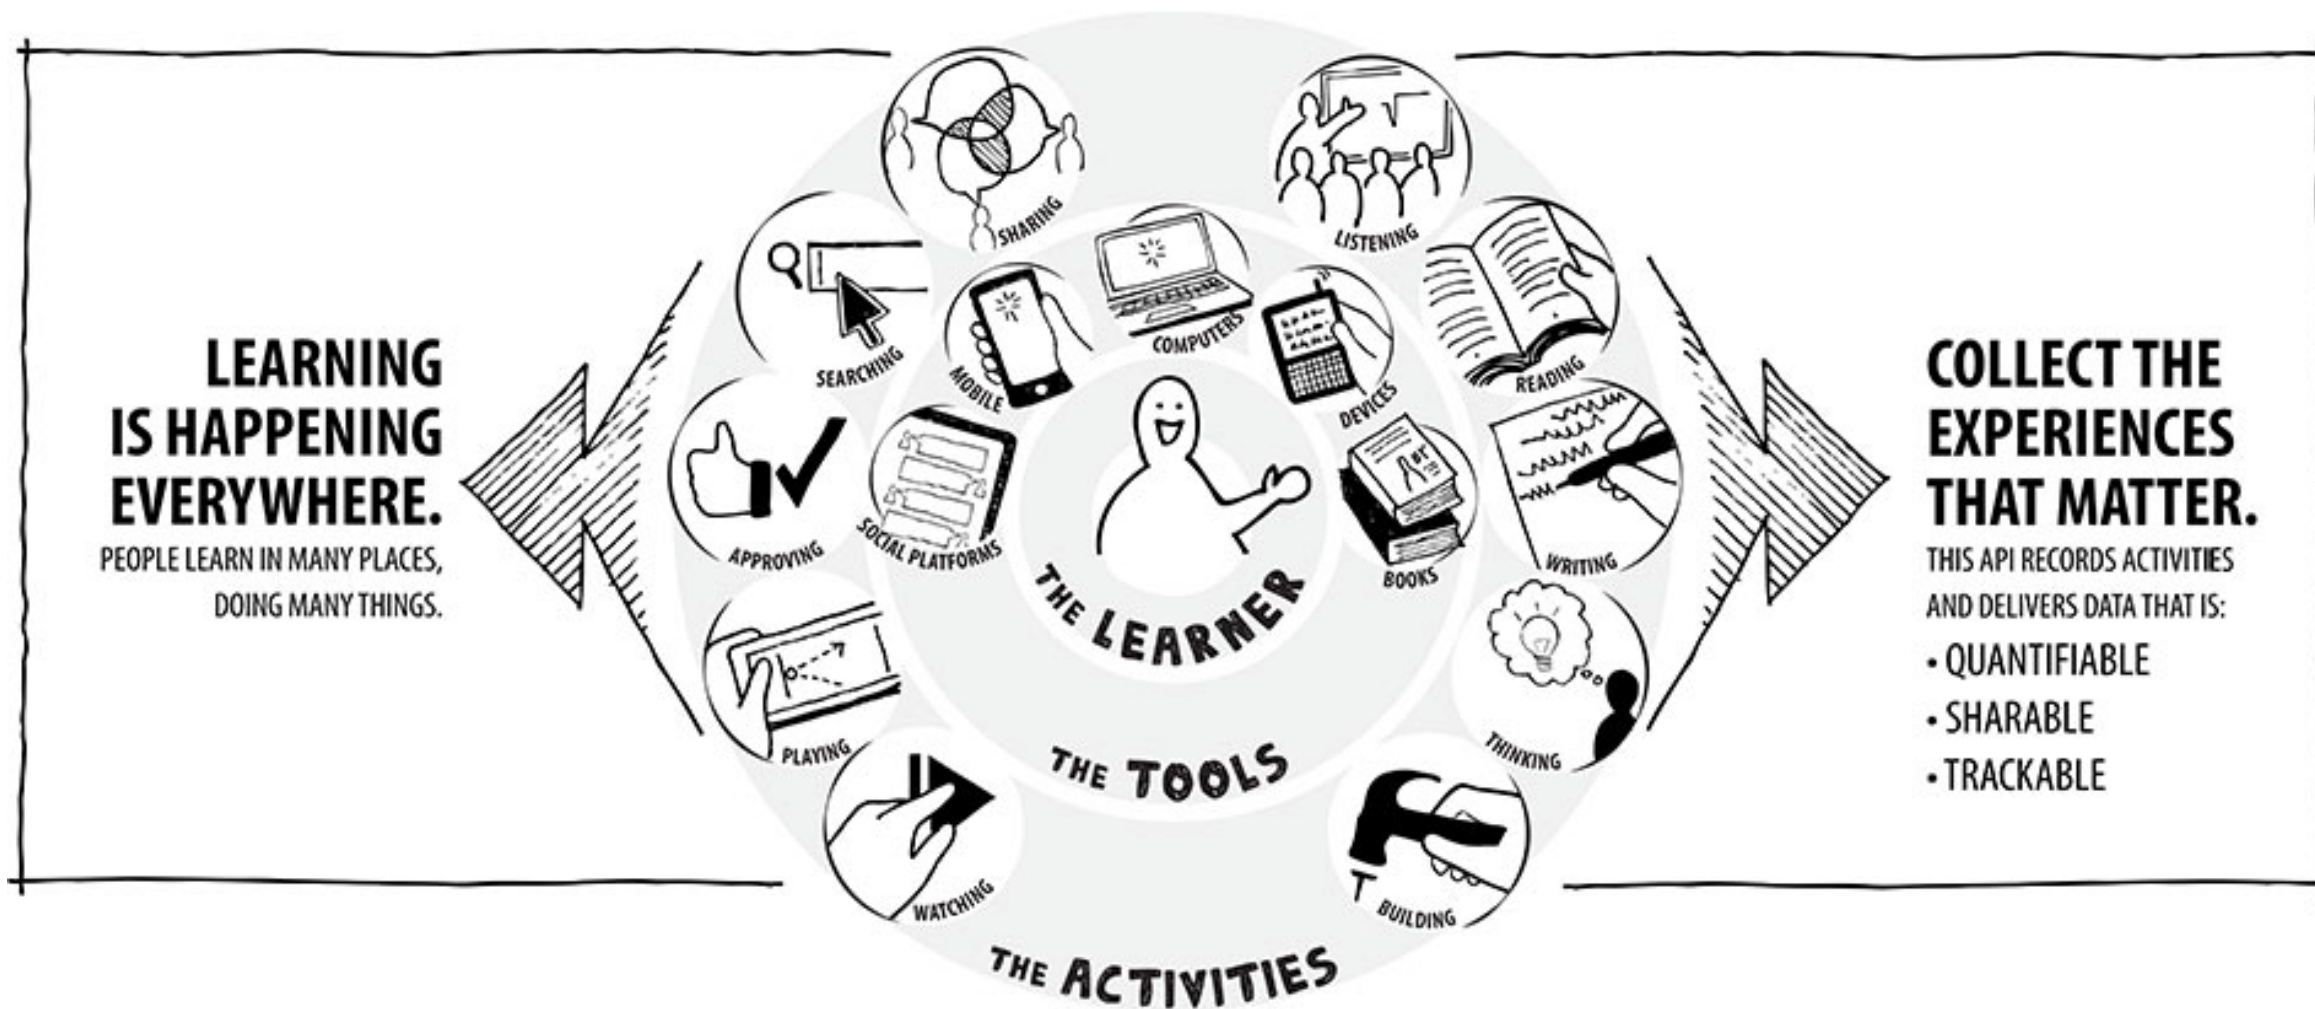 LEARNING
IS HAPPENING
EVERYWHERE.
PEOPLE LEARN IN MANY PLACES,
DOING MANY THINGS.
SHARING
LISTENING
SEARCHING
READING
APPROVING
WRITING
PLAYING
THINKING
WATCHING
BUILDING
MOBILE
COMPUTERS
DEVICES
SOCIAL PLATFORMS
BOOKS
THE LEARNER
THE TOOLS
THE ACTIVITIES
COLLECT THE
EXPERIENCES
THAT MATTER.
THIS API RECORDS ACTIVITIES
AND DELIVERS DATA THAT IS:
• QUANTIFIABLE
• SHARABLE
• TRACKABLE